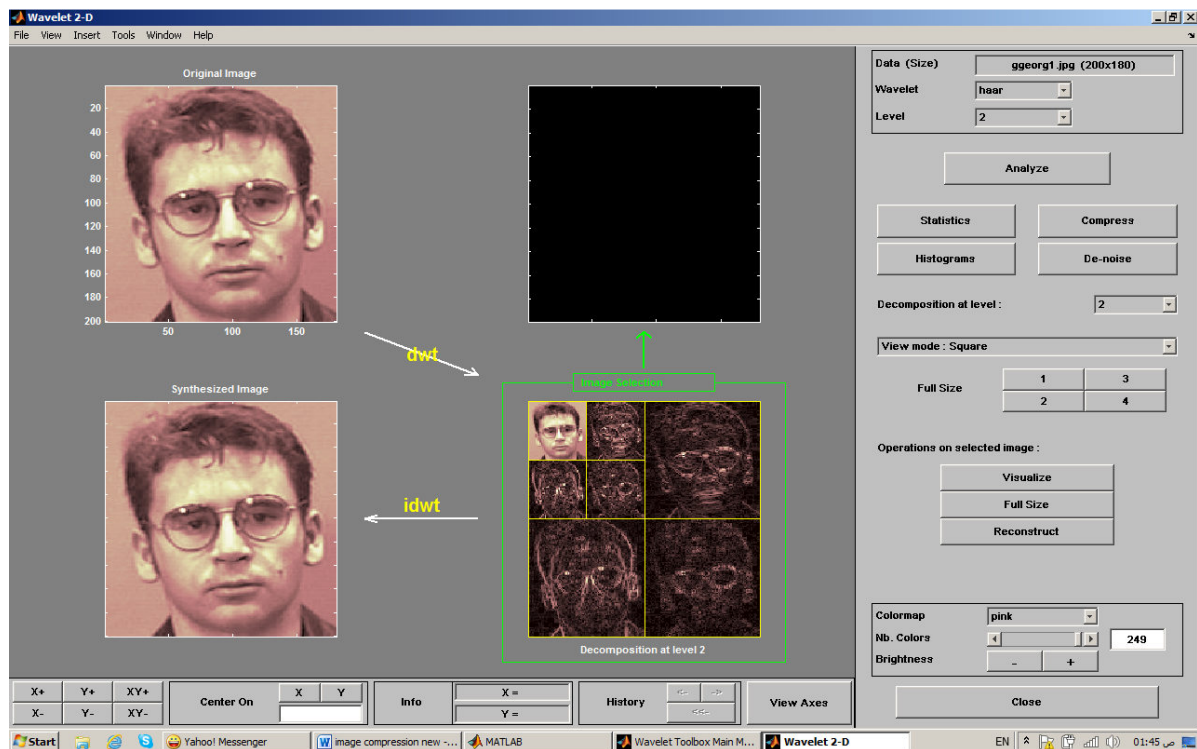 Wavelet 2-D
File View Insert Tools Window Help
Original Image
20
40
60
80
100
120
140
160
180
200
50 100 150
dwt
Image Selection
Synthesized Image
idwt
Decomposition at level 2
Data (Size) ggeorg1.jpg (200x180)
Wavelet haar
Level 2
Analyze
Statistics Compress
Histograms De-noise
Decomposition at level : 2
View mode : Square
Full Size 1 3
2 4
Operations on selected image :
Visualize
Full Size
Reconstruct
Colormap pink
Nb. Colors 249
Brightness - +
Close
X+ Y+ XY+
X- Y- XY-
Center On X Y
Info X =
Y =
History <- ->
<<-
View Axes
Start Yahoo! Messenger image compression new -... MATLAB Wavelet Toolbox Main M... Wavelet 2-D EN 01:45 ص